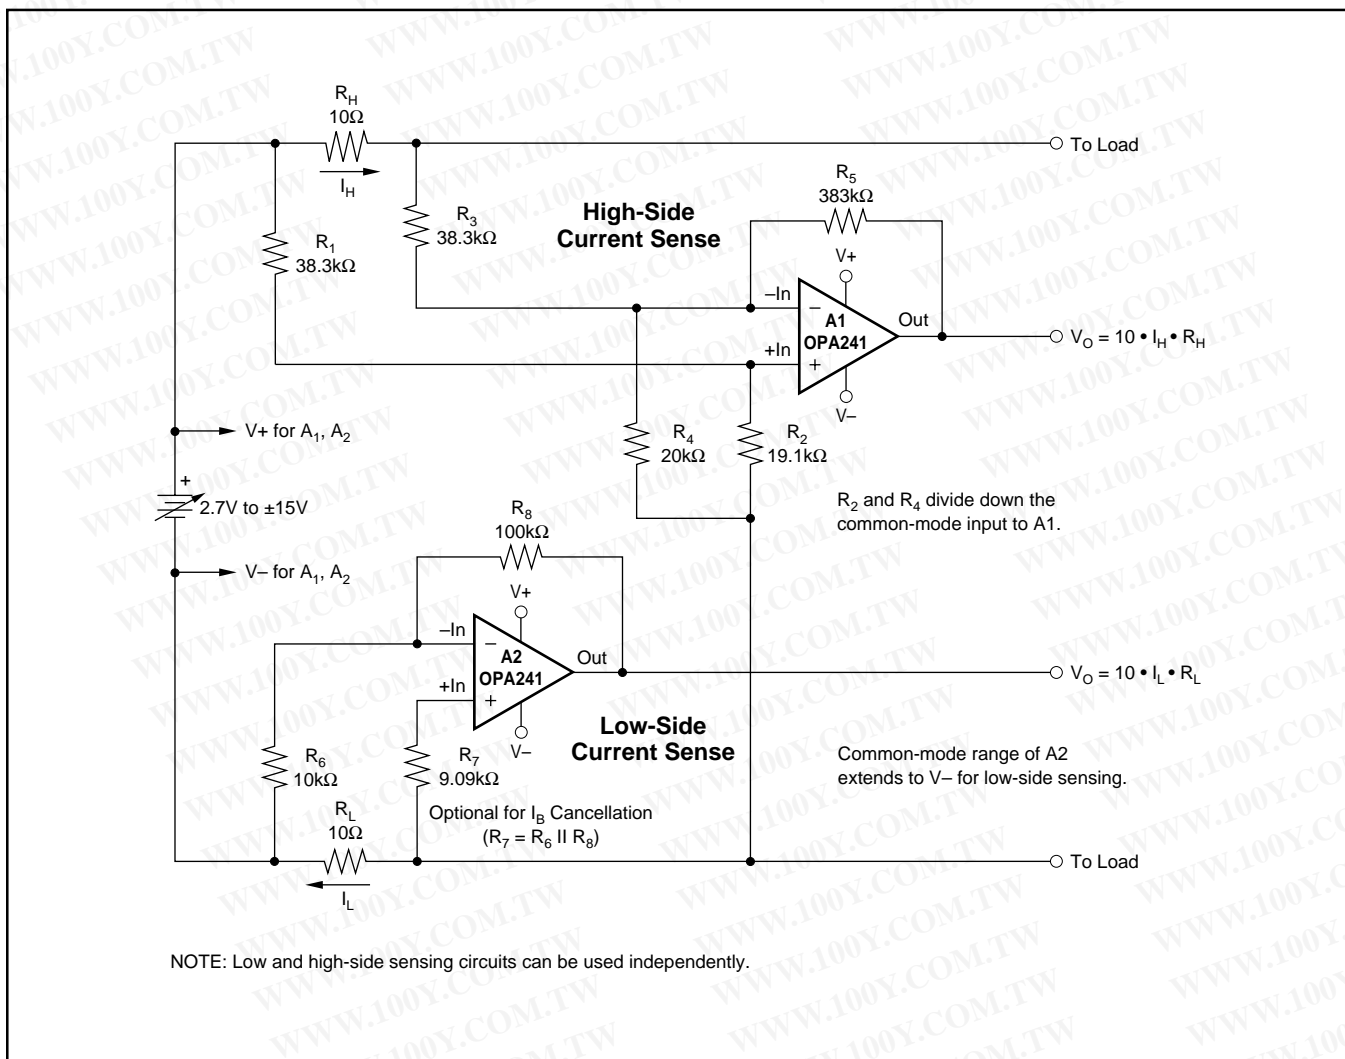 R_H
10Ω
To Load
I_H
R_5
383kΩ
High-Side
Current Sense
R_3
38.3kΩ
R_1
38.3kΩ
V+
–In
–
A1
OPA241
Out
V_O = 10 • I_H • R_H
+In
+
V–
V+ for A_1, A_2
R_4
20kΩ
R_2
19.1kΩ
+
2.7V to ±15V
R_2 and R_4 divide down the
common-mode input to A1.
R_8
100kΩ
V– for A_1, A_2
V+
–In
–
A2
OPA241
Out
V_O = 10 • I_L • R_L
+In
+
V–
Low-Side
Current Sense
R_6
10kΩ
R_7
9.09kΩ
Common-mode range of A2
extends to V– for low-side sensing.
Optional for I_B Cancellation
(R_7 = R_6 II R_8)
R_L
10Ω
To Load
I_L
NOTE: Low and high-side sensing circuits can be used independently.
WWW.100Y.COM.TW